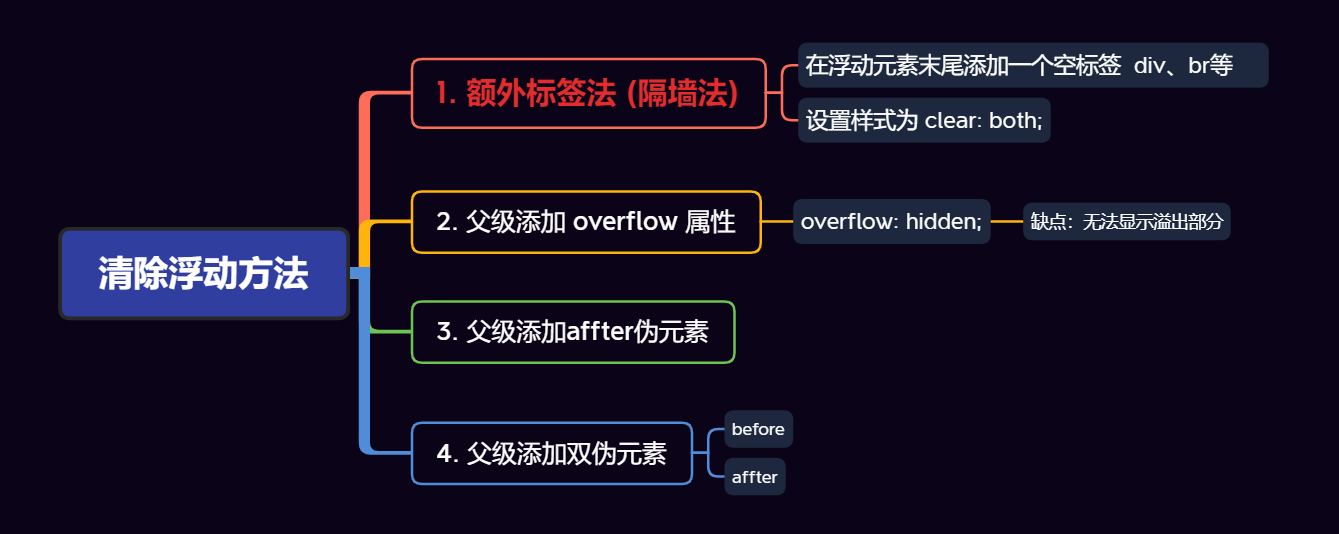 清除浮动方法
1. 额外标签法 (隔墙法)
在浮动元素末尾添加一个空标签 div、br等
设置样式为 clear: both;
2. 父级添加 overflow 属性
overflow: hidden;
缺点：无法显示溢出部分
3. 父级添加affter伪元素
4. 父级添加双伪元素
before
affter